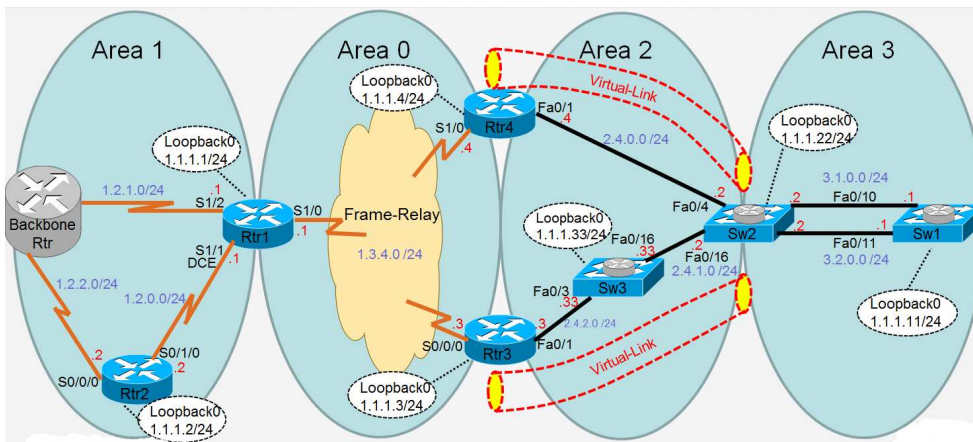 Area 1
Area 0
Area 2
Area 3
Loopback0
1.1.1.1/24
1.2.1.0/24
.1
S1/2
Backbone
Rtr
Rtr1
S1/0
.1
S1/1
DCE
.1
1.2.2.0/24
1.2.0.0/24
.2
S0/1/0
.2
S0/0/0
Rtr2
Loopback0
1.1.1.2/24
Loopback0
1.1.1.4/24
S1/0
.4
Rtr4
Fa0/1
.4
Frame-Relay
1.3.4.0 /24
.3
S0/0/0
Rtr3
.3
Fa0/1
Loopback0
1.1.1.3/24
Virtual-Link
2.4.0.0 /24
.2
Fa0/4
Loopback0
1.1.1.33/24
Fa0/16
.33
Sw3
Fa0/3
.33
2.4.2.0 /24
.2
Fa0/16
2.4.1.0 /24
Virtual-Link
Loopback0
1.1.1.22/24
Sw2
.2
3.1.0.0 /24
Fa0/10
.1
.2
.1
Fa0/11
3.2.0.0 /24
Sw1
Loopback0
1.1.1.11/24